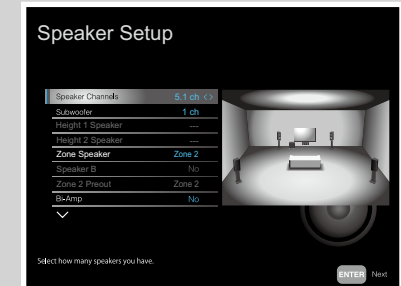 Speaker Setup
Speaker Channels 5.1 ch <>
Subwoofer 1 ch
Height 1 Speaker ---
Height 2 Speaker ---
Zone Speaker Zone 2
Speaker B No
Zone 2 Preout Zone 2
Bi-Amp No
Select how many speakers you have.
ENTER Next